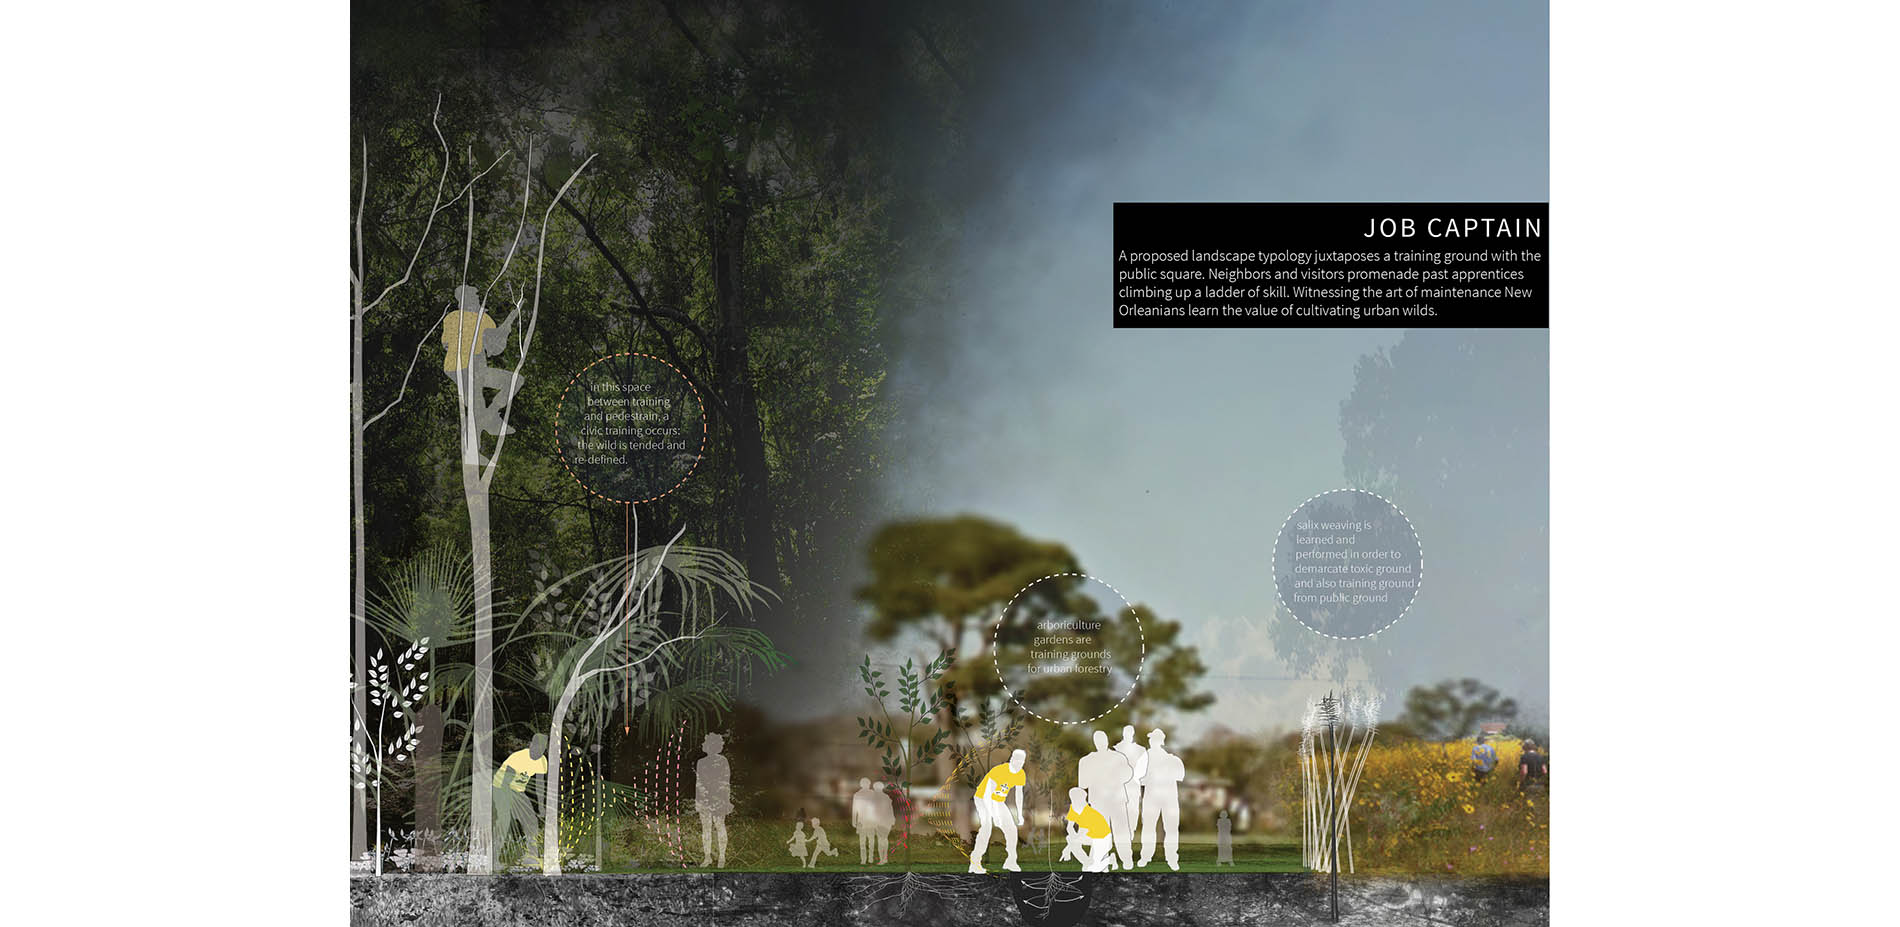 JOB CAPTAIN
A proposed landscape typology juxtaposes a training ground with the
public square. Neighbors and visitors promenade past apprentices
climbing up a ladder of skill. Witnessing the art of maintenance New
Orleanians learn the value of cultivating urban wilds.
in this space
between training
and pedestrain, a
civic training occurs:
the wild is tended and
re-defined.
salix weaving is
learned and
performed in order to
demarcate toxic ground
and also training ground
from public ground
arboriculture
gardens are
training grounds
for urban forestry